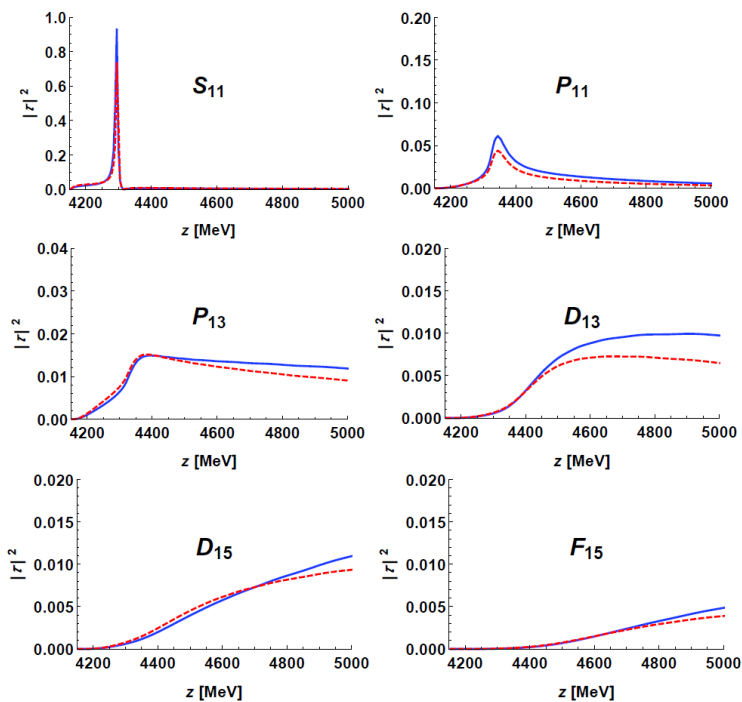 1.0
0.8
0.6
0.4
0.2
0.0
|τ|²
S₁₁
4200 4400 4600 4800 5000
z [MeV]
0.20
0.15
0.10
0.05
0.00
|τ|²
P₁₁
4200 4400 4600 4800 5000
z [MeV]
0.04
0.03
0.02
0.01
0.00
|τ|²
P₁₃
4200 4400 4600 4800 5000
z [MeV]
0.020
0.015
0.010
0.005
0.000
|τ|²
D₁₃
4200 4400 4600 4800 5000
z [MeV]
0.020
0.015
0.010
0.005
0.000
|τ|²
D₁₅
4200 4400 4600 4800 5000
z [MeV]
0.020
0.015
0.010
0.005
0.000
|τ|²
F₁₅
4200 4400 4600 4800 5000
z [MeV]